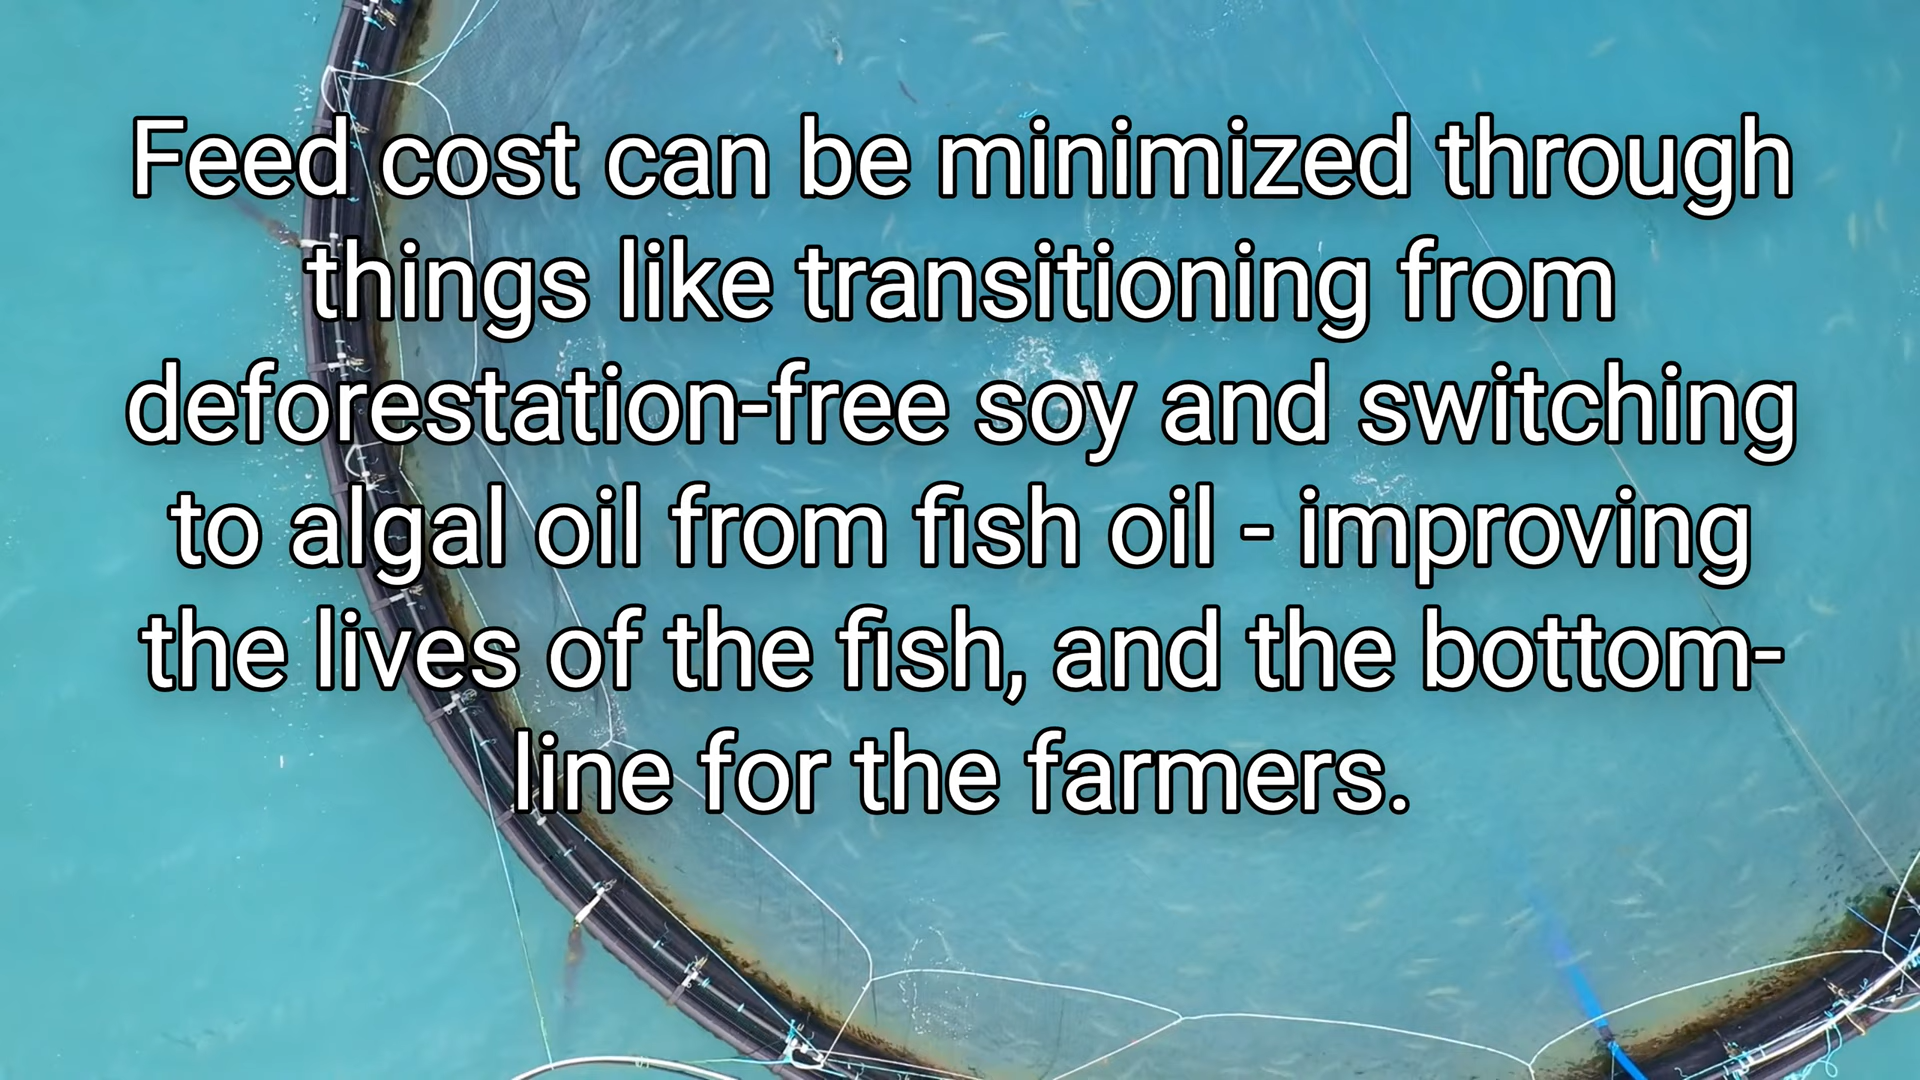 Feed cost can be minimized through
things like transitioning from
deforestation-free soy and switching
to algal oil from fish oil - improving
the lives of the fish, and the bottom-
line for the farmers.